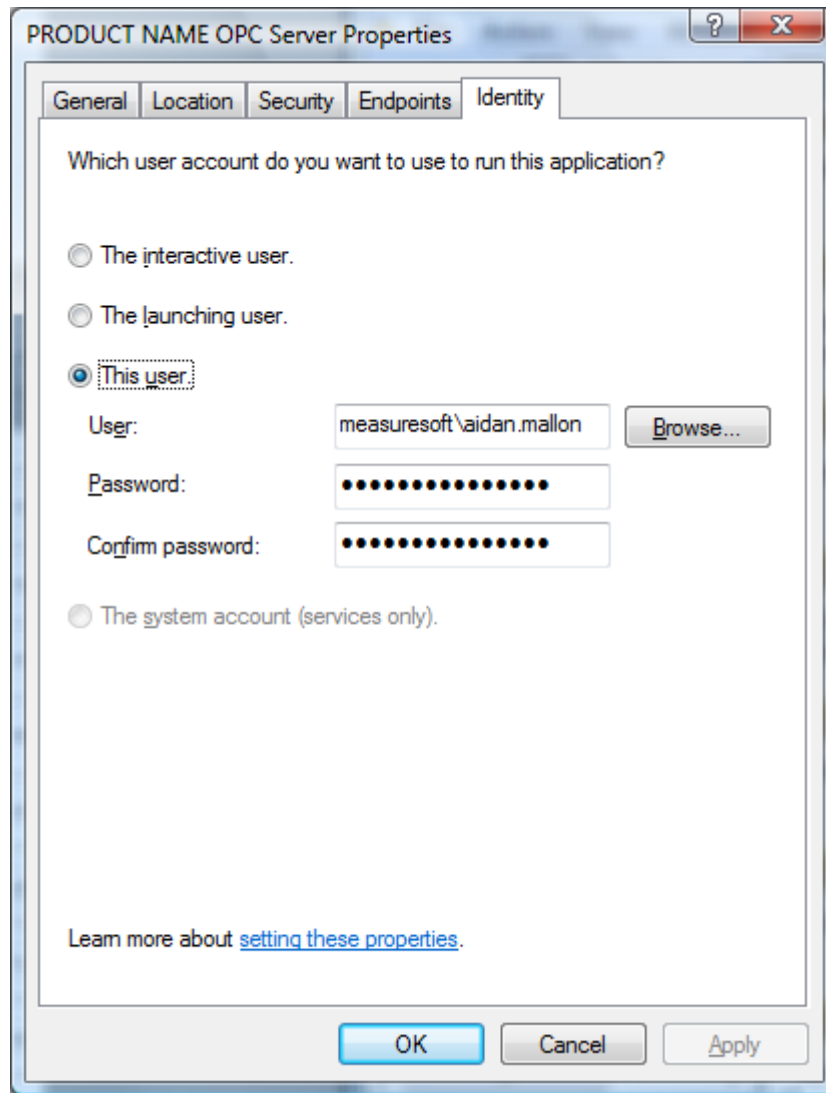 PRODUCT NAME OPC Server Properties
General Location Security Endpoints Identity
Which user account do you want to use to run this application?
The interactive user.
The launching user.
This user.
User: measuresoft\aidan.mallon Browse...
Password: ●●●●●●●●●●●●●●●
Confirm password: ●●●●●●●●●●●●●●●
The system account (services only).
Learn more about setting these properties.
OK Cancel Apply